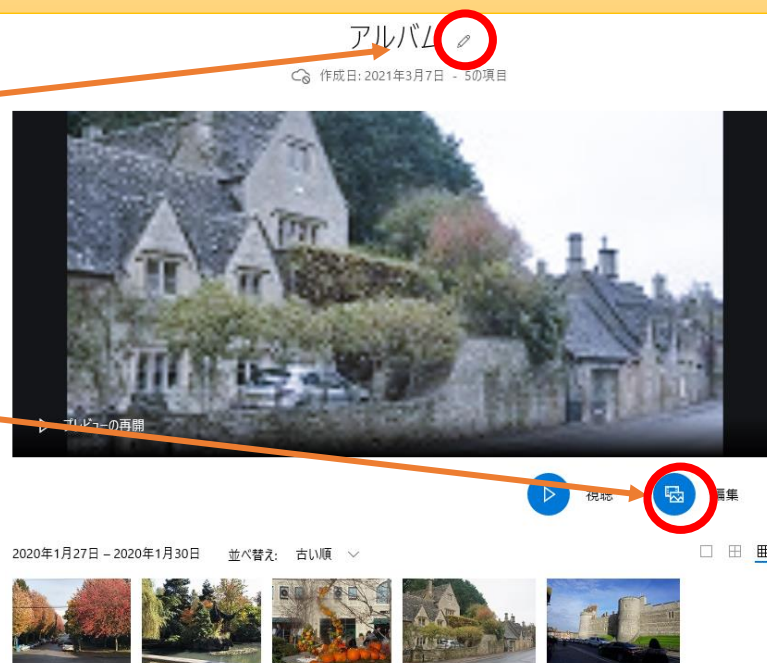 アルバム
作成日: 2021年3月7日 - 5の項目
プレビューの再開
視聴
編集
2020年1月27日 – 2020年1月30日 並べ替え: 古い順